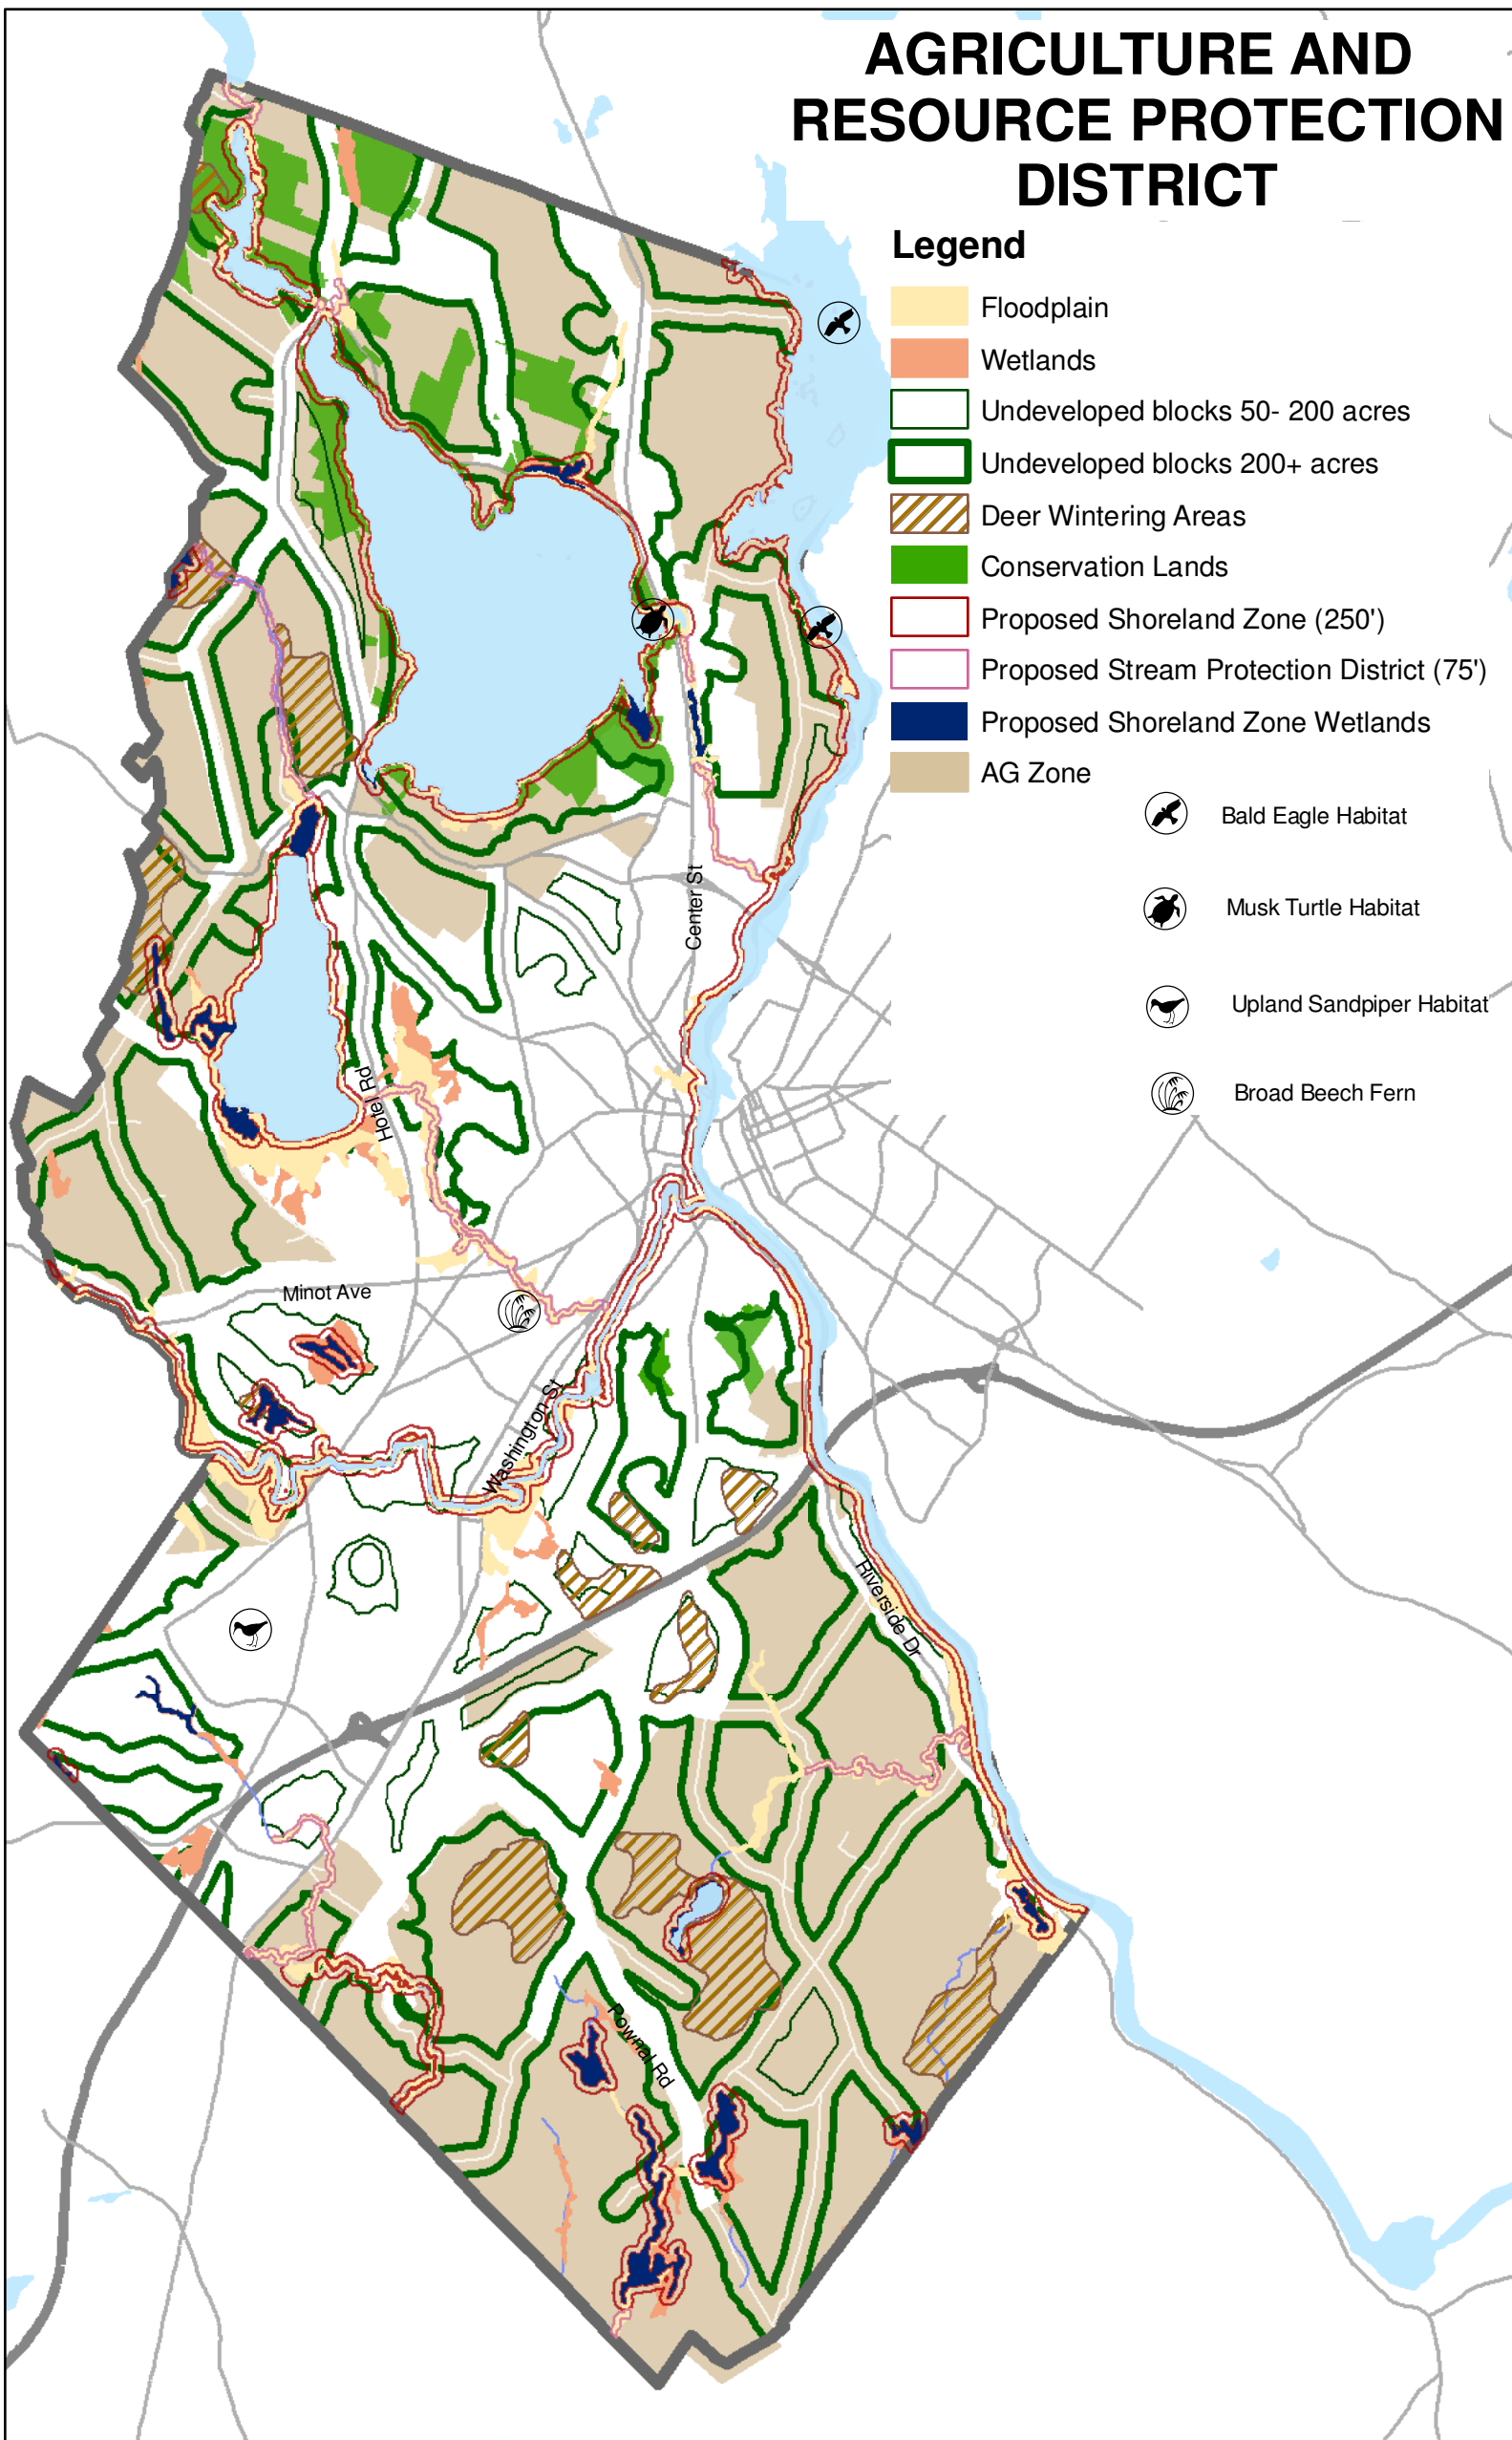 AGRICULTURE AND
RESOURCE PROTECTION
DISTRICT
Legend
Floodplain
Wetlands
Undeveloped blocks 50- 200 acres
Undeveloped blocks 200+ acres
Deer Wintering Areas
Conservation Lands
Proposed Shoreland Zone (250')
Proposed Stream Protection District (75')
Proposed Shoreland Zone Wetlands
AG Zone
Bald Eagle Habitat
Musk Turtle Habitat
Upland Sandpiper Habitat
Broad Beech Fern
Center St
Hotel Rd
Minot Ave
Washington St
Riverside Dr
Pownal Rd